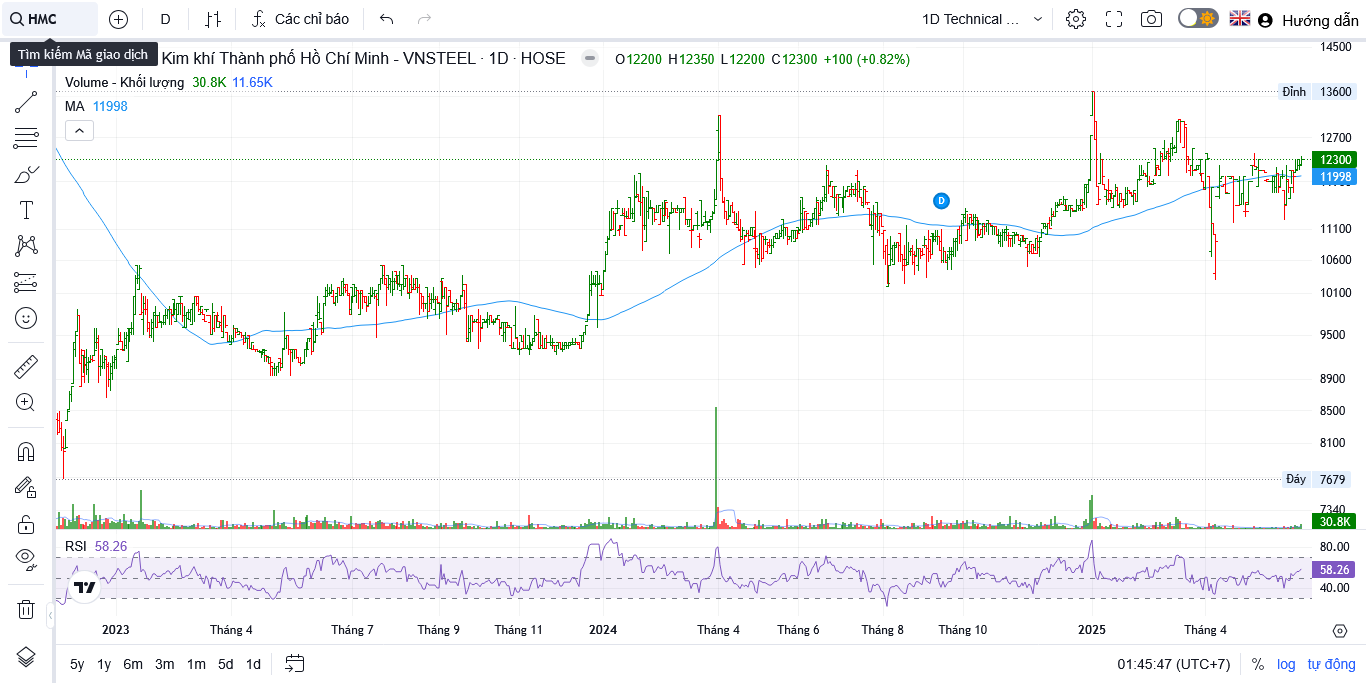 HMC D Các chỉ báo 1D Technical ... Hướng dẫn
Tìm kiếm Mã giao dịch
Kim khí Thành phố Hồ Chí Minh - VNSTEEL · 1D · HOSE O12200 H12350 L12200 C12300 +100 (+0.82%)
Volume - Khối lượng 30.8K 11.65K
MA 11998
14500
Đỉnh 13600
12700
12300
11998
D
11100
10600
10100
9500
8900
8500
8100
Đáy 7679
7340
30.8K
RSI 58.26
80.00
58.26
40.00
2023 Tháng 4 Tháng 7 Tháng 9 Tháng 11 2024 Tháng 4 Tháng 6 Tháng 8 Tháng 10 2025 Tháng 4
5y 1y 6m 3m 1m 5d 1d 01:45:47 (UTC+7) % log tự động